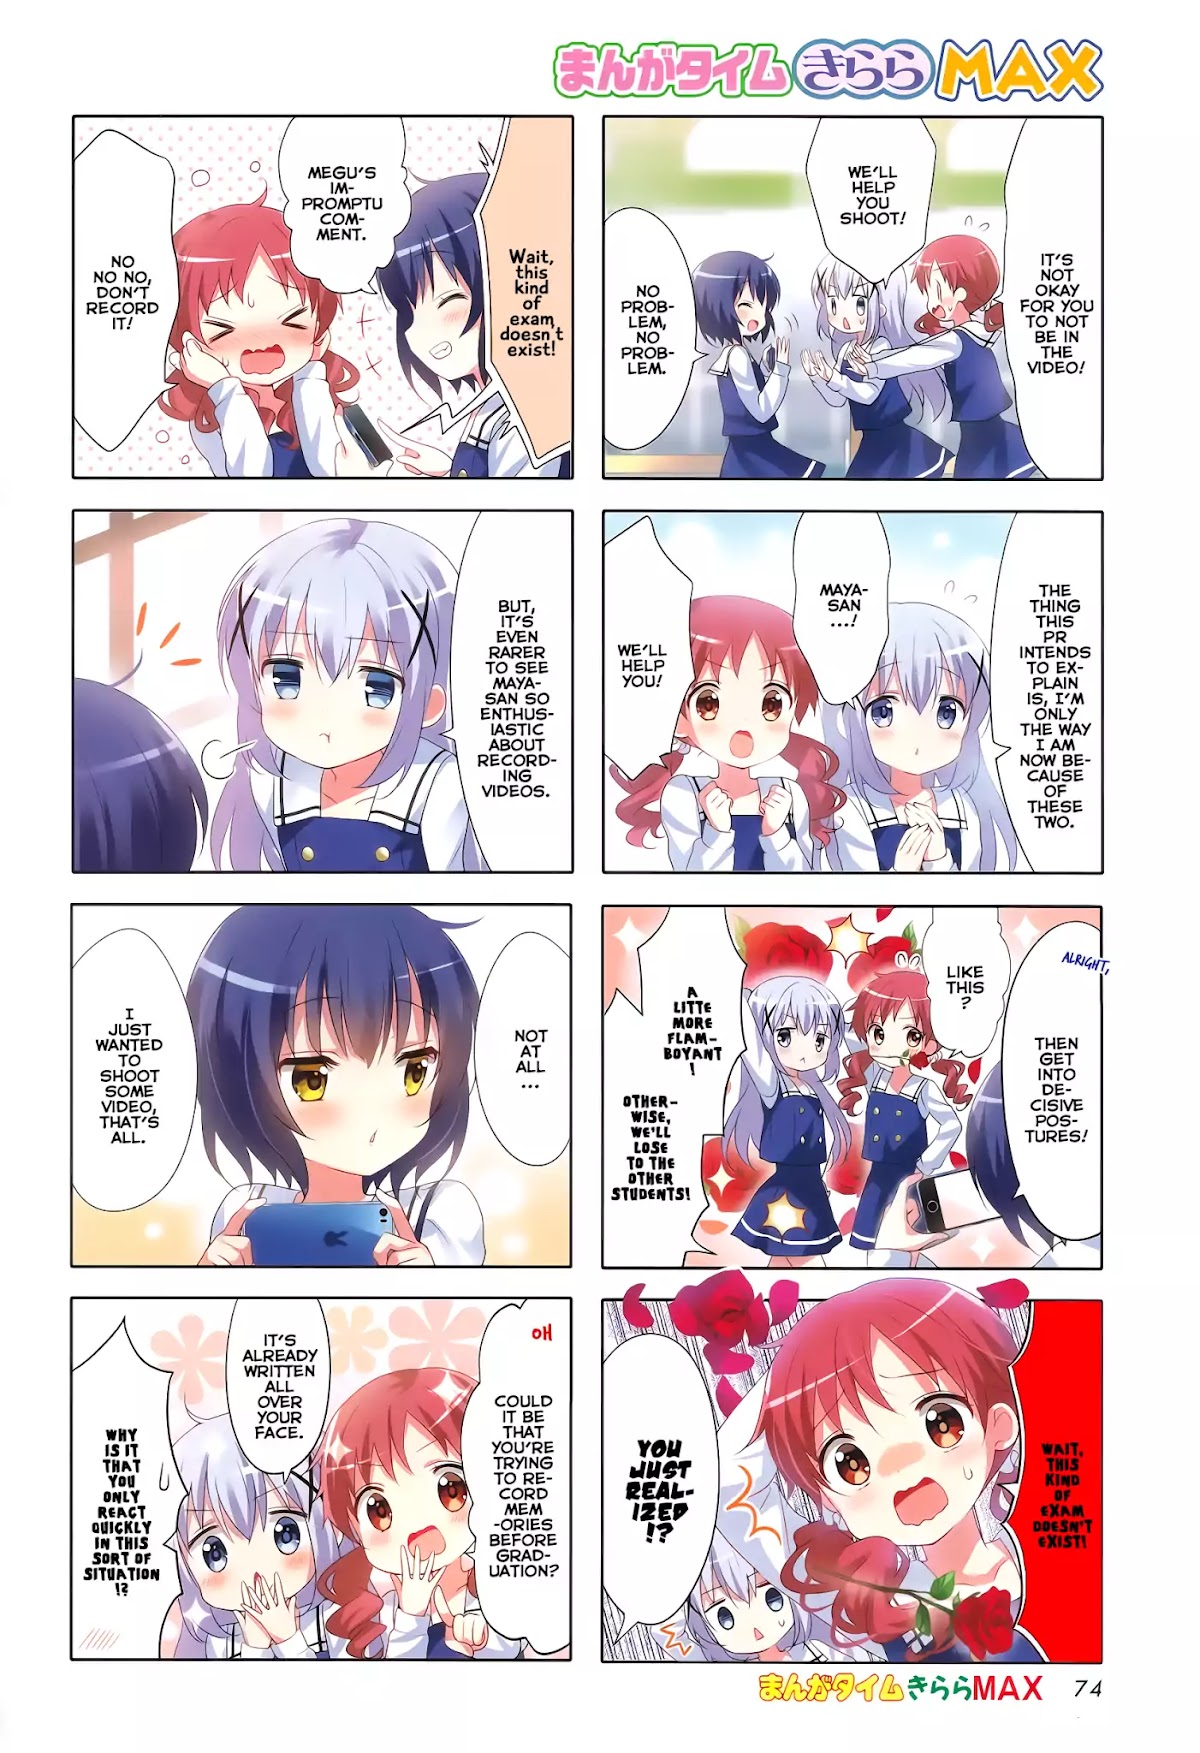 まんがタイムきららMAX
IT'S
NOT
OKAY
FOR YOU
TO NOT
BE IN
THE
VIDEO!
WE'LL
HELP
YOU
SHOOT!
NO
PROB-
LEM,
NO
PROB-
LEM.
THE
THING
THIS
PR
INTENDS
TO EX-
PLAIN
IS, I'M
ONLY
THE WAY
I AM
NOW BE-
CAUSE
OF
THESE
TWO.
MAYA-
SAN
...!
WE'LL
HELP
YOU!
ALRIGHT,
THEN
GET
INTO
DE-
CISIVE
POS-
TURES!
LIKE
THIS
?
A
LITTE
MORE
FLAM-
BOYANT
!
OTHER-
WISE,
WE'LL
LOSE
TO THE
OTHER
STUDENTS!
WAIT,
THIS
KIND
OF
EXAM
DOESN'T
EXIST!
YOU
JUST
REAL-
IZED
!?
Wait,
this
kind
of
exam
doesn't
exist!
MEGU'S
IM-
PROMPTU
COM-
MENT.
NO
NO NO,
DON'T
RECORD
IT!
BUT,
IT'S
EVEN
RARER
TO SEE
MAYA-
SAN SO
ENTHUS-
IASTIC
ABOUT
RECORD-
ING
VIDEOS.
NOT
AT
ALL
...
I
JUST
WANTED
TO
SHOOT
SOME
VIDEO,
THAT'S
ALL.
OH
COULD
IT BE
THAT
YOU'RE
TRYING
TO RE-
CORD
MEM
-ORIES
BEFORE
GRAD-
UATION?
IT'S
ALREADY
WRITTEN
ALL
OVER
YOUR
FACE.
WHY
IS IT
THAT
YOU
ONLY
REACT
QUICKLY
IN THIS
SORT OF
SITUATION
!?
まんがタイムきららMAX 74